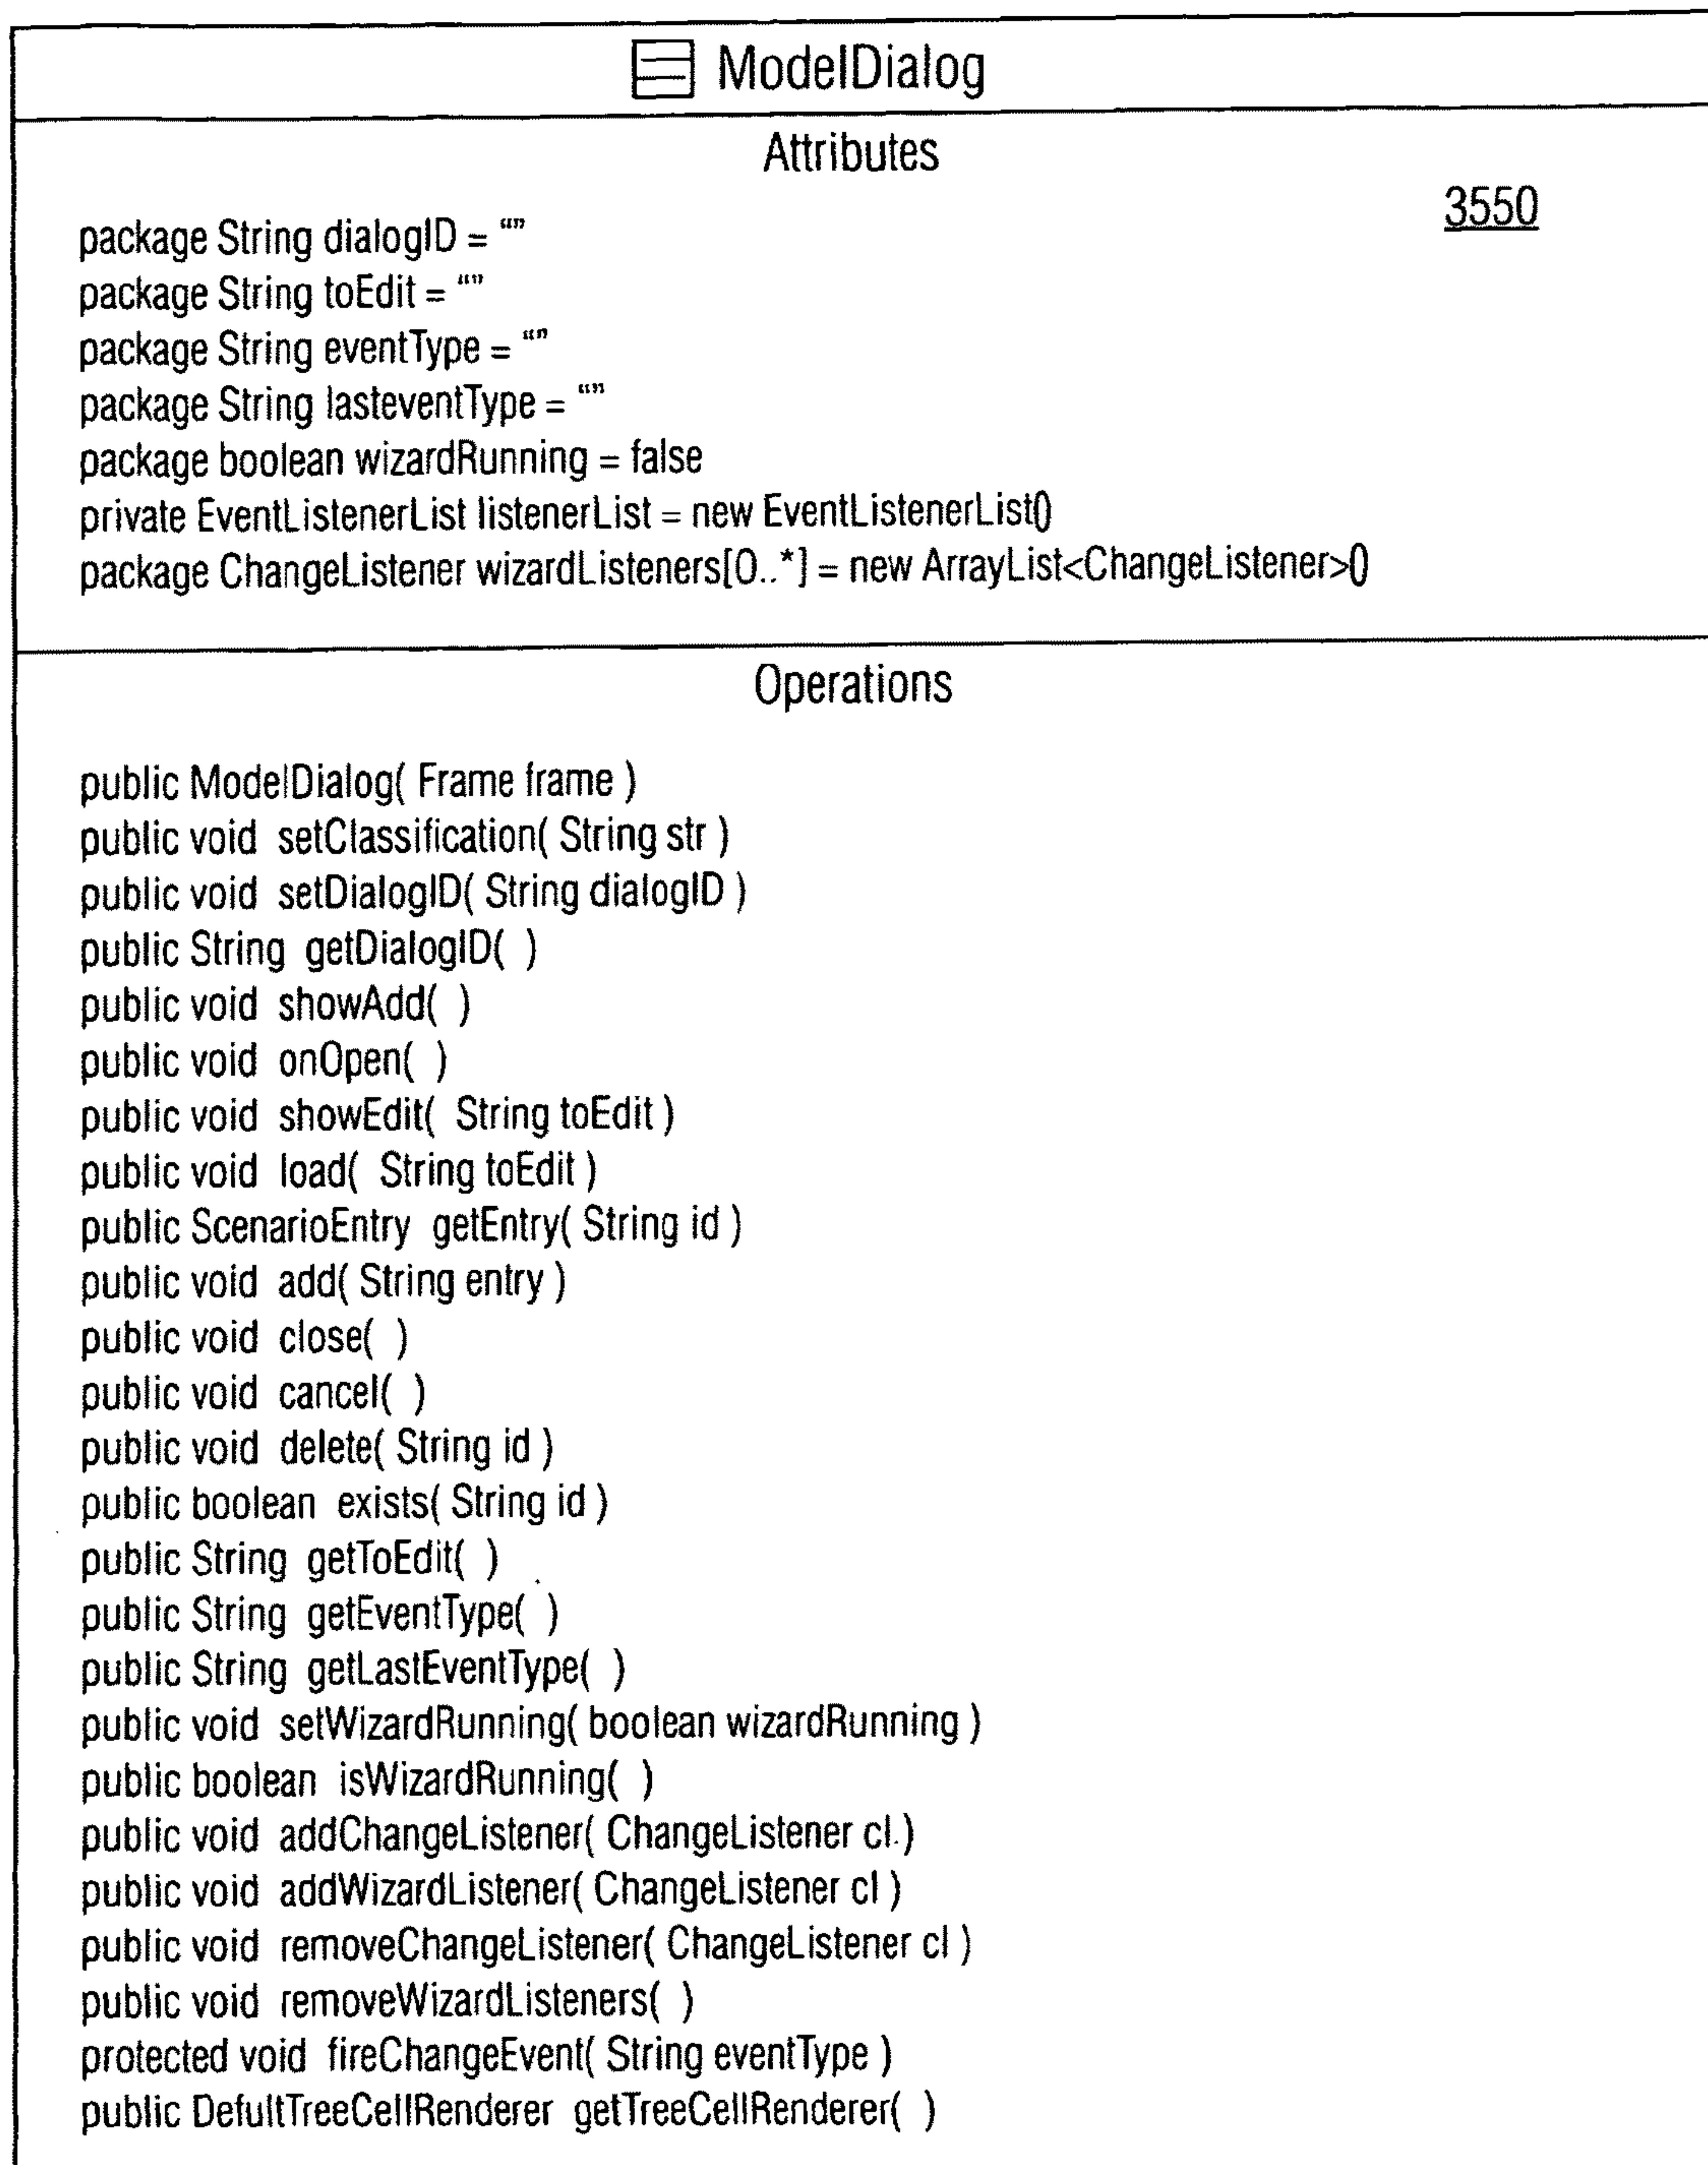 ModelDialog
Attributes
3550
package String dialogID = “”
package String toEdit = “”
package String eventType = “”
package String lasteventType = “”
package boolean wizardRunning = false
private EventListenerList listenerList = new EventListenerList()
package ChangeListener wizardListeners[0..*] = new ArrayList<ChangeListener>()
Operations
public ModelDialog( Frame frame )
public void setClassification( String str )
public void setDialogID( String dialogID )
public String getDialogID( )
public void showAdd( )
public void onOpen( )
public void showEdit( String toEdit )
public void load( String toEdit )
public ScenarioEntry getEntry( String id )
public void add( String entry )
public void close( )
public void cancel( )
public void delete( String id )
public boolean exists( String id )
public String getToEdit( )
public String getEventType( )
public String getLastEventType( )
public void setWizardRunning( boolean wizardRunning )
public boolean isWizardRunning( )
public void addChangeListener( ChangeListener cl )
public void addWizardListener( ChangeListener cl )
public void removeChangeListener( ChangeListener cl )
public void removeWizardListeners( )
protected void fireChangeEvent( String eventType )
public DefultTreeCellRenderer getTreeCellRenderer( )